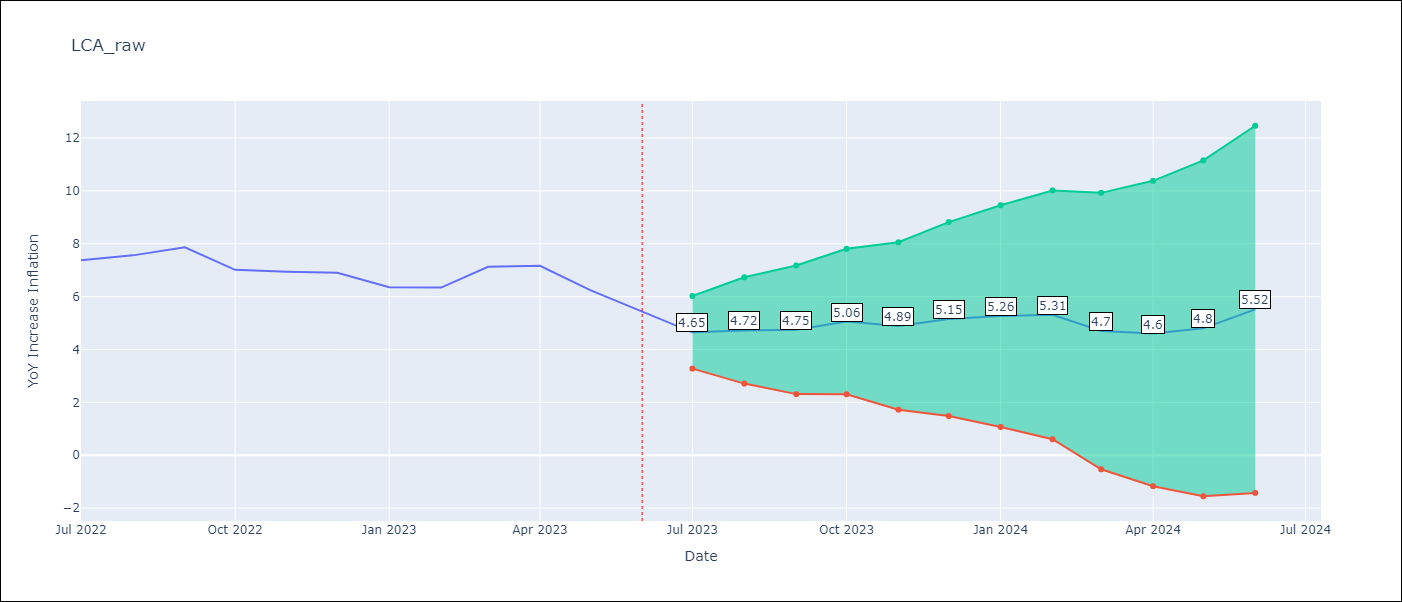 LCA_raw
12
10
8
6
4
2
0
−2
YoY Increase Inflation
4.65
4.72
4.75
5.06
4.89
5.15
5.26
5.31
4.7
4.6
4.8
5.52
Jul 2022
Oct 2022
Jan 2023
Apr 2023
Jul 2023
Oct 2023
Jan 2024
Apr 2024
Jul 2024
Date